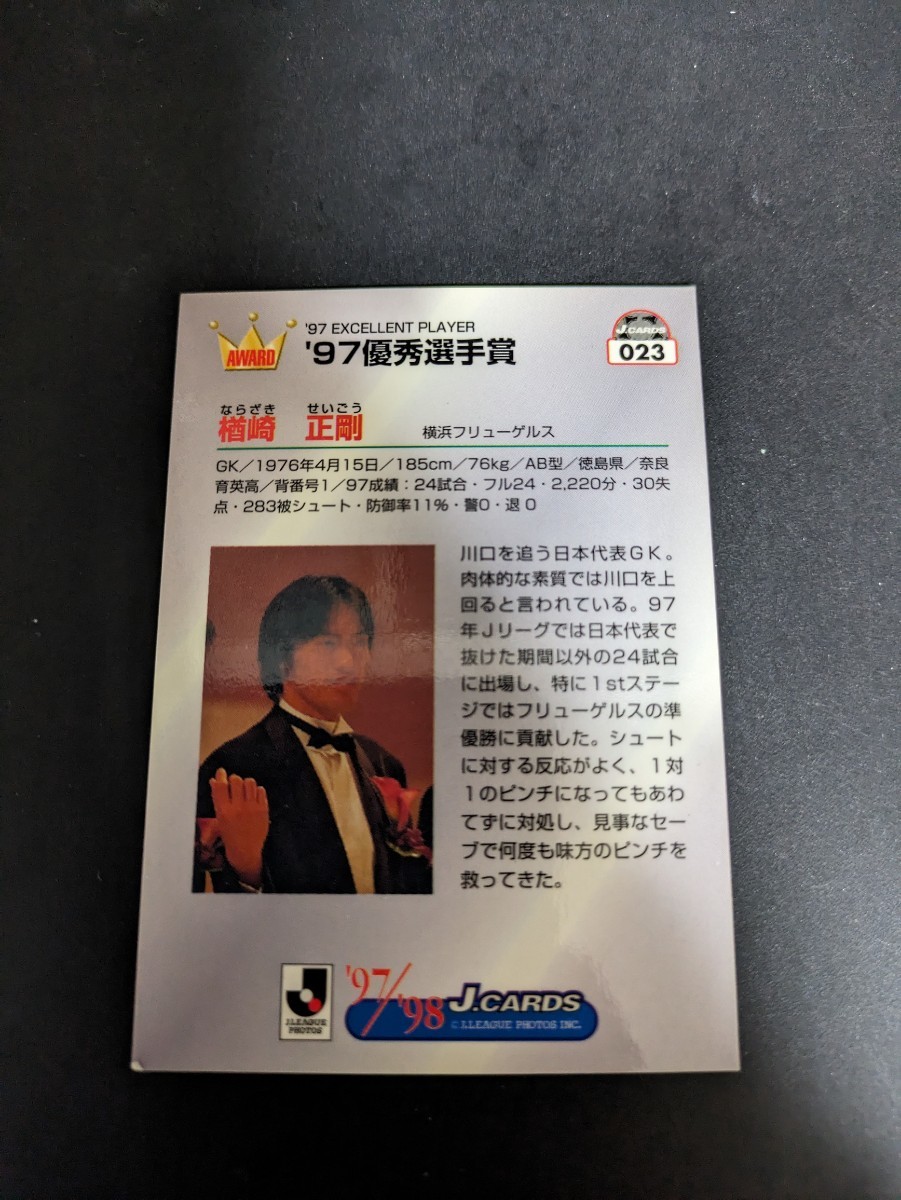 '97 EXCELLENT PLAYER
AWARD
'97優秀選手賞
J.CARDS
023
ならざき せいごう
楢崎 正剛 横浜フリューゲルス
GK／1976年4月15日／185cm／76kg／AB型／徳島県／奈良
育英高／背番号1／97成績：24試合・フル24・2,220分・30失
点・283被シュート・防御率11%・警0・退 0
川口を追う日本代表GK。
肉体的な素質では川口を上
回ると言われている。97
年Jリーグでは日本代表で
抜けた期間以外の24試合
に出場し、特に1stステー
ジではフリューゲルスの準
優勝に貢献した。シュート
に対する反応がよく、1対
1のピンチになってもあわ
てずに対処し、見事なセー
ブで何度も味方のピンチを
救ってきた。
J.LEAGUE
PHOTOS
'97/'98 J.CARDS
© J.LEAGUE PHOTOS INC.